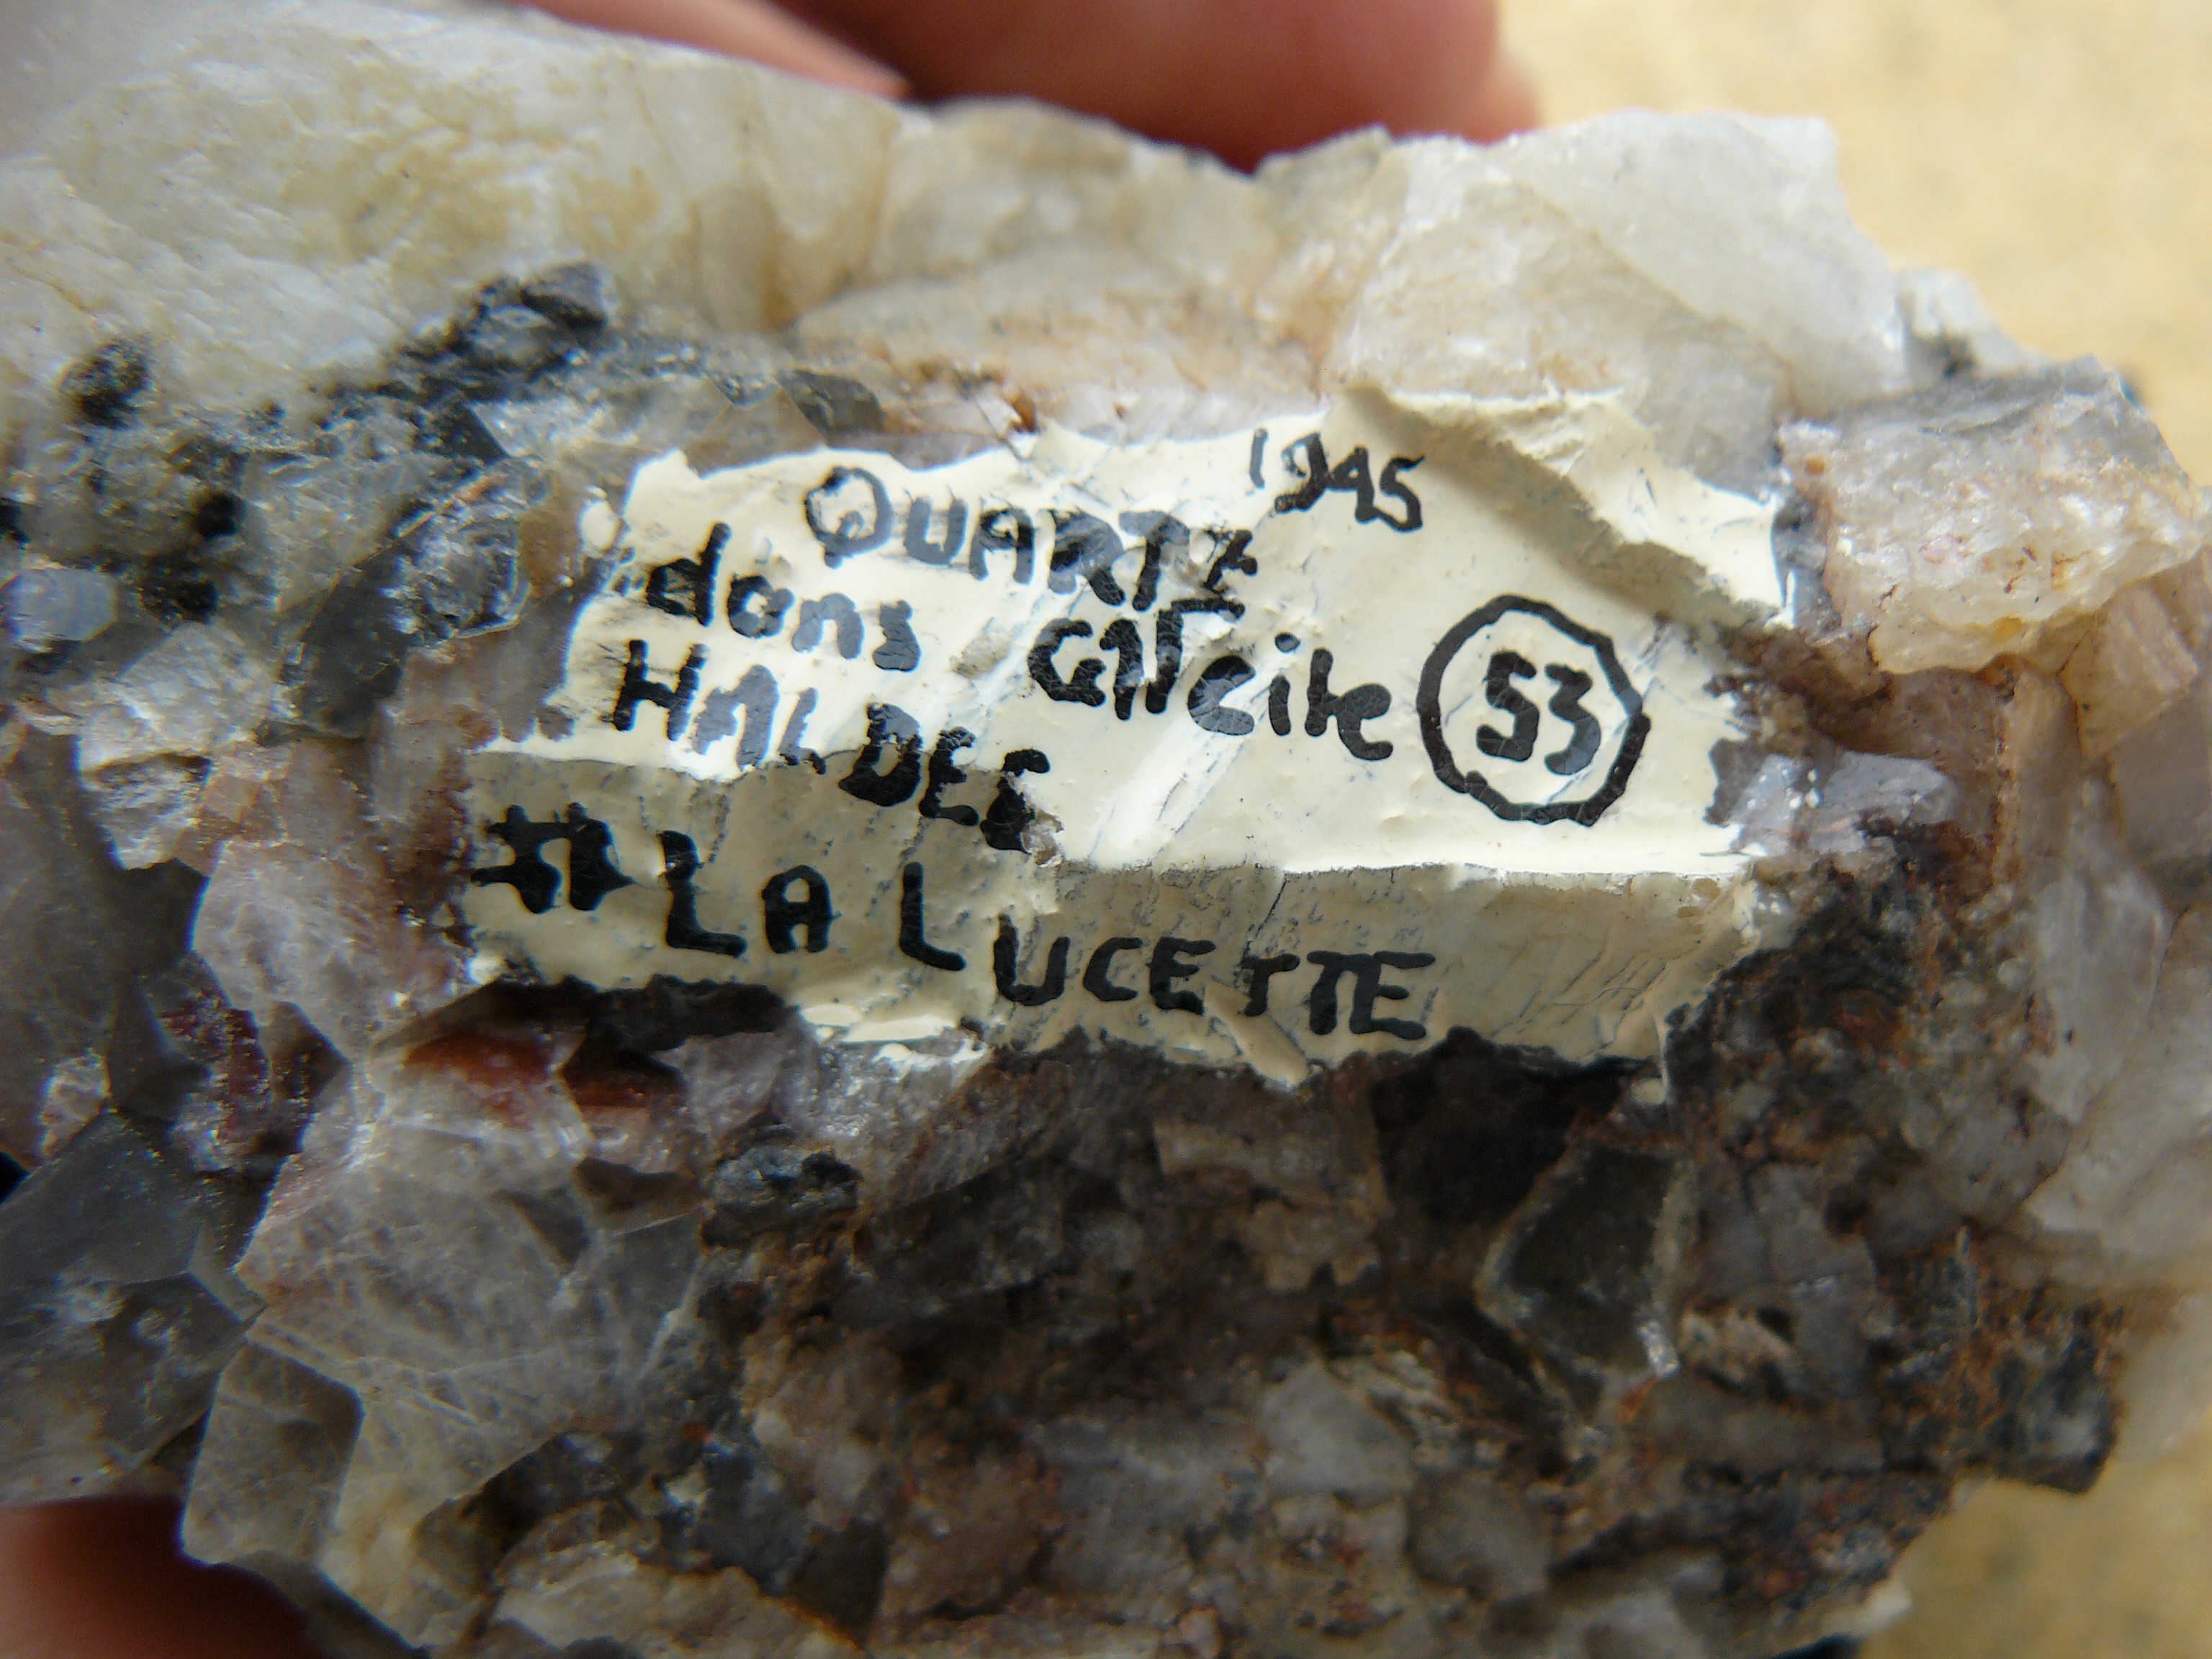 1945
QUARTZ
dans calcite
HALDES
53
# LA LUCETTE